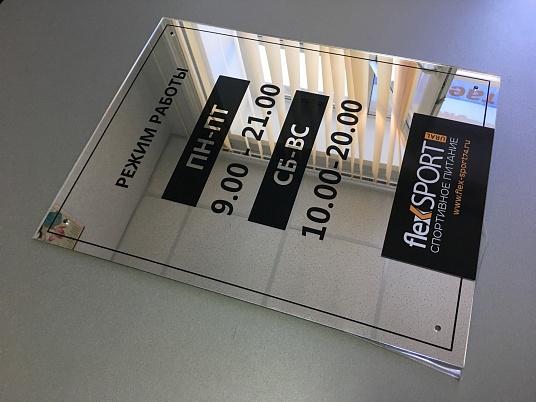 РЕЖИМ РАБОТЫ
ПН-ПТ
9.00 -21.00
СБ-ВС
10.00-20.00
flexSPORT URAL
СПОРТИВНОЕ ПИТАНИЕ
www.flex-sport74.ru